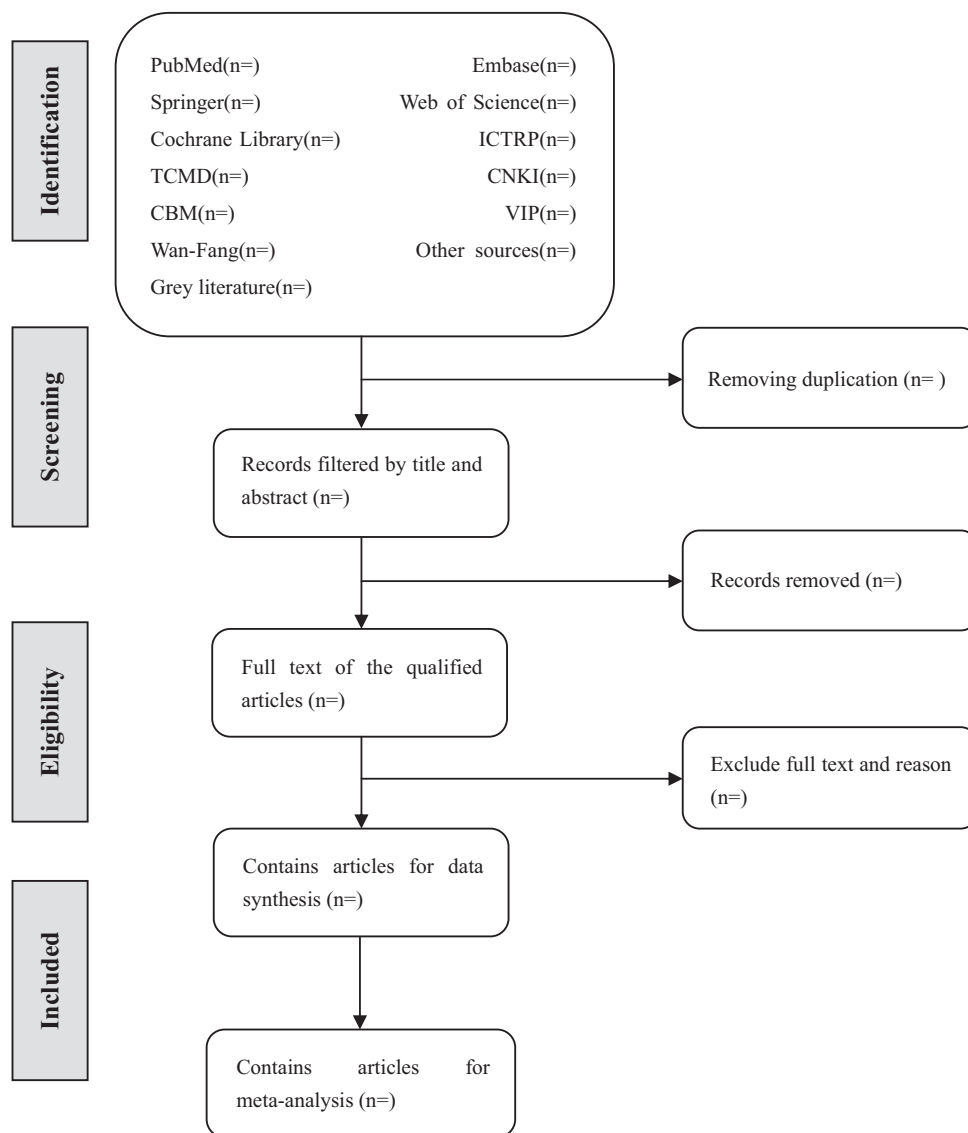 Identification
PubMed(n=) Embase(n=)
Springer(n=) Web of Science(n=)
Cochrane Library(n=) ICTRP(n=)
TCMD(n=) CNKI(n=)
CBM(n=) VIP(n=)
Wan-Fang(n=) Other sources(n=)
Grey literature(n=)
Screening
Removing duplication (n= )
Records filtered by title and
abstract (n=)
Records removed (n=)
Eligibility
Full text of the qualified
articles (n=)
Exclude full text and reason
(n=)
Included
Contains articles for data
synthesis (n=)
Contains articles for
meta-analysis (n=)